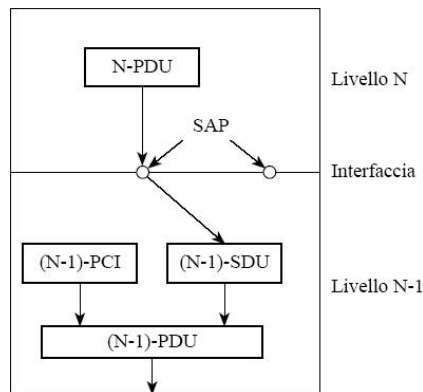 N-PDU
Livello N
SAP
Interfaccia
(N-1)-PCI
(N-1)-SDU
Livello N-1
(N-1)-PDU